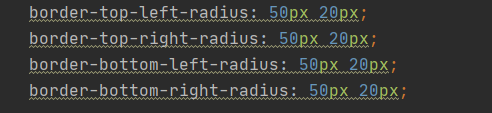 border-top-left-radius: 50px 20px;
border-top-right-radius: 50px 20px;
border-bottom-left-radius: 50px 20px;
border-bottom-right-radius: 50px 20px;